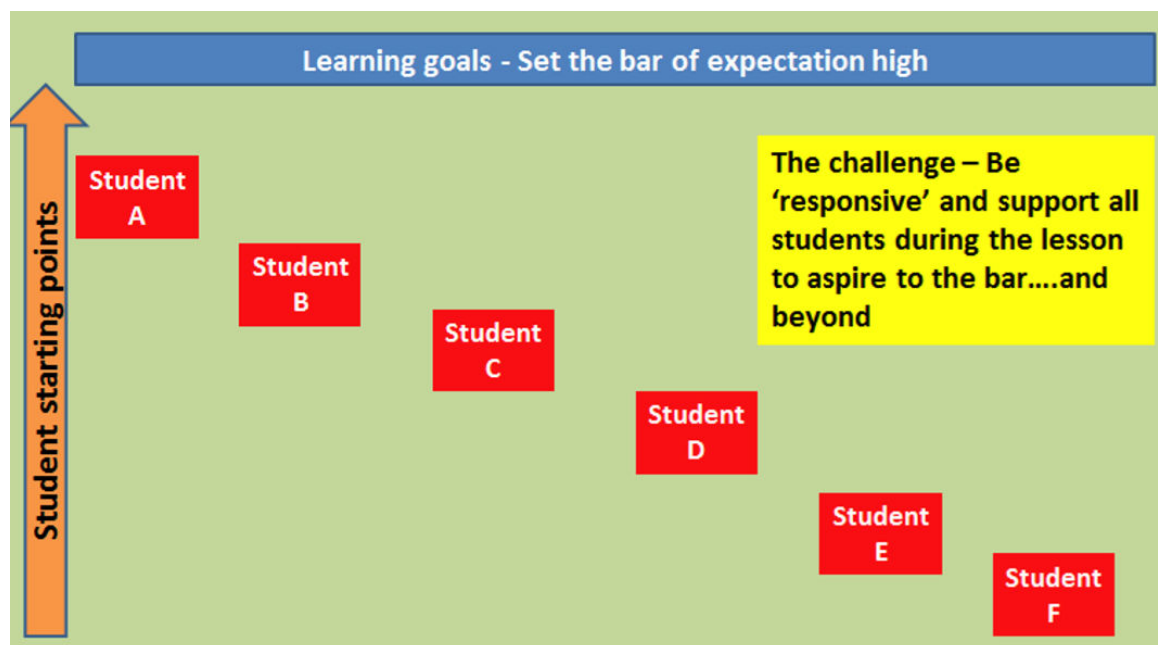 Learning goals - Set the bar of expectation high
Student starting points
Student
A
Student
B
Student
C
Student
D
Student
E
Student
F
The challenge – Be
‘responsive’ and support all
students during the lesson
to aspire to the bar....and
beyond